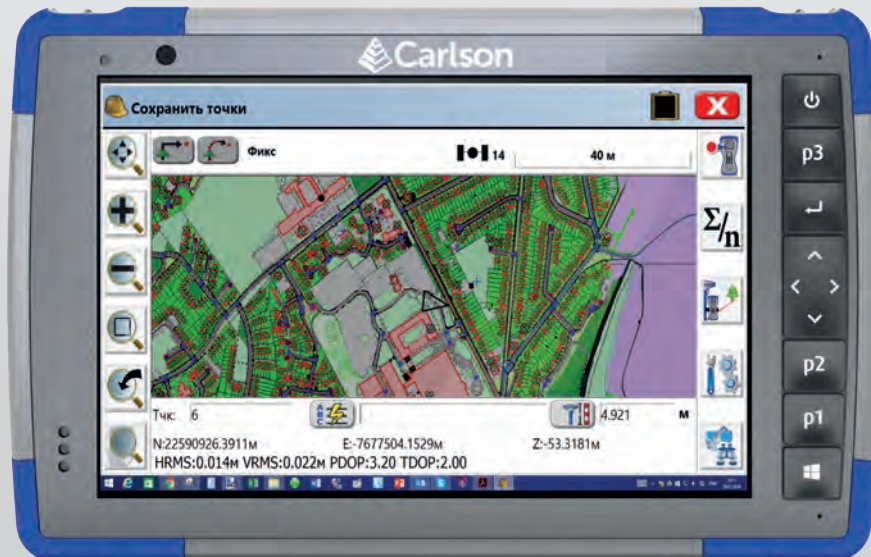 Carlson
Сохранить точки
Фикс
14
40 м
Σ/n
Тчк: 6
A
B
C
4.921 м
N:22590926.3911м E:-7677504.1529м Z:-53.3181м
HRMS:0.014м VRMS:0.022м PDOP:3.20 TDOP:2.00
p3
p2
p1